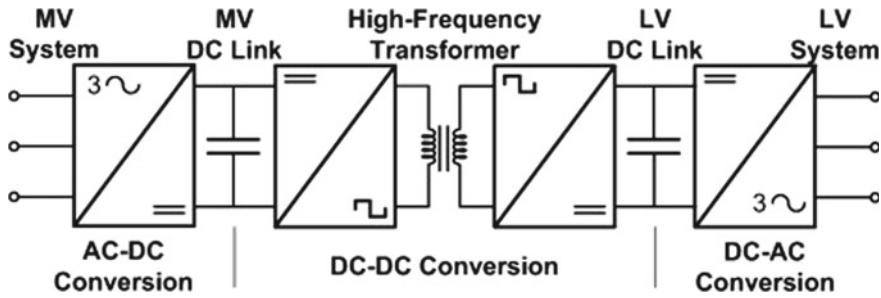 MV System
MV DC Link
High-Frequency Transformer
LV DC Link
LV System
3
3
AC-DC Conversion
DC-DC Conversion
DC-AC Conversion